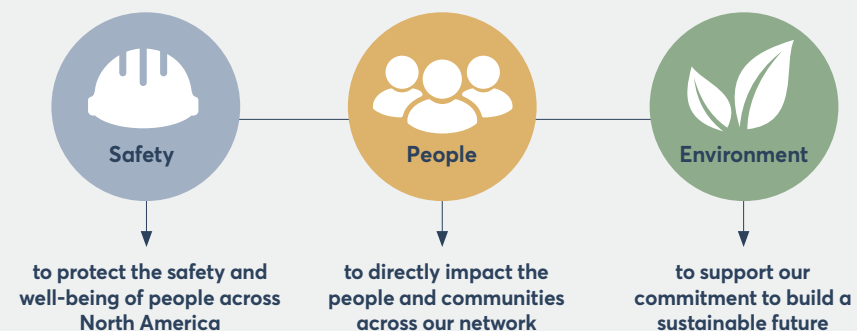 Safety
People
Environment
to protect the safety and
well-being of people across
North America
to directly impact the
people and communities
across our network
to support our
commitment to build a
sustainable future